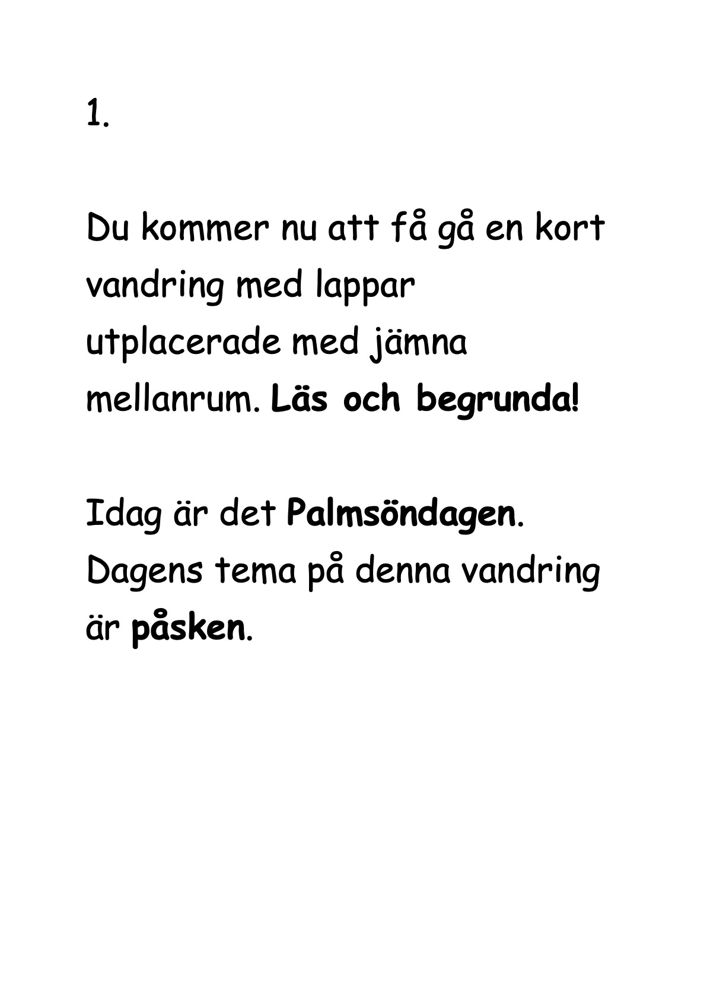 1.
Du kommer nu att få gå en kort
vandring med lappar
utplacerade med jämna
mellanrum. Läs och begrunda!
Idag är det Palmsöndagen.
Dagens tema på denna vandring
är påsken.